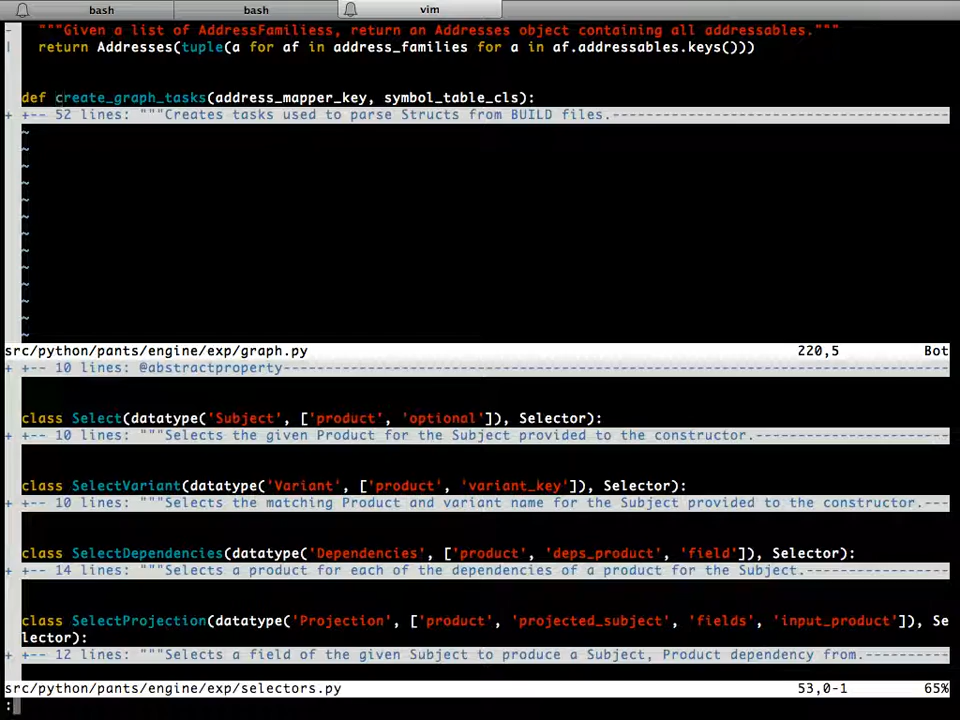 bash bash vim
- """Given a list of AddressFamiliess, return an Addresses object containing all addressables."""
| return Addresses(tuple(a for af in address_families for a in af.addressables.keys()))
def create_graph_tasks(address_mapper_key, symbol_table_cls):
+ +-- 52 lines: """Creates tasks used to parse Structs from BUILD files.----------------------------------------
~
~
~
~
~
~
~
~
~
~
~
~
~
src/python/pants/engine/exp/graph.py 220,5 Bot
+ +-- 10 lines: @abstractproperty-------------------------------------------------------------------------------
class Select(datatype('Subject', ['product', 'optional']), Selector):
+ +-- 10 lines: """Selects the given Product for the Subject provided to the constructor.-----------------------
class SelectVariant(datatype('Variant', ['product', 'variant_key']), Selector):
+ +-- 10 lines: """Selects the matching Product and variant name for the Subject provided to the constructor.---
class SelectDependencies(datatype('Dependencies', ['product', 'deps_product', 'field']), Selector):
+ +-- 14 lines: """Selects a product for each of the dependencies of a product for the Subject.-----------------
class SelectProjection(datatype('Projection', ['product', 'projected_subject', 'fields', 'input_product']), Se
lector):
+ +-- 12 lines: """Selects a field of the given Subject to produce a Subject, Product dependency from.----------
src/python/pants/engine/exp/selectors.py 53,0-1 65%
: